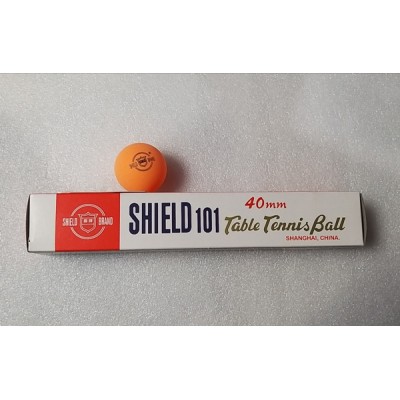 SHIELD BRAND
SHIELD 101
40mm
Table Tennis Ball
SHANGHAI, CHINA.